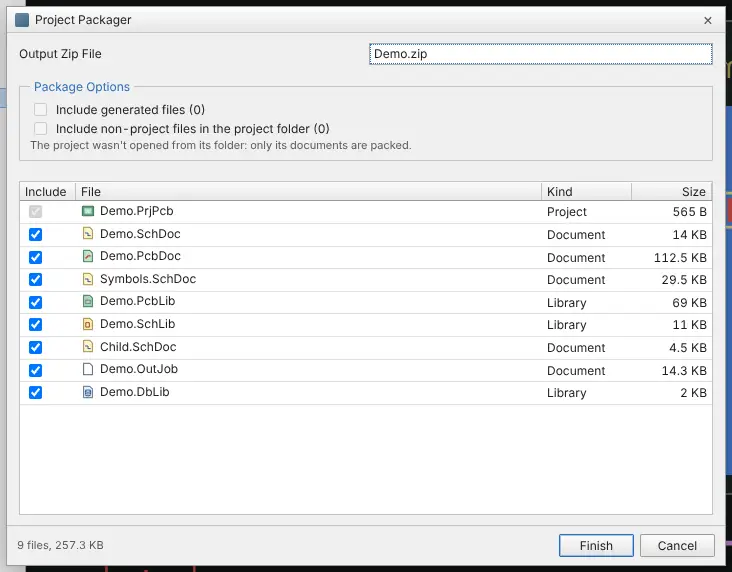 Project Packager
Output Zip File Demo.zip
Package Options
Include generated files (0)
Include non-project files in the project folder (0)
The project wasn't opened from its folder: only its documents are packed.
Include File Kind Size
Demo.PrjPcb Project 565 B
Demo.SchDoc Document 14 KB
Demo.PcbDoc Document 112.5 KB
Symbols.SchDoc Document 29.5 KB
Demo.PcbLib Library 69 KB
Demo.SchLib Library 11 KB
Child.SchDoc Document 4.5 KB
Demo.OutJob Document 14.3 KB
Demo.DbLib Library 2 KB
9 files, 257.3 KB Finish Cancel